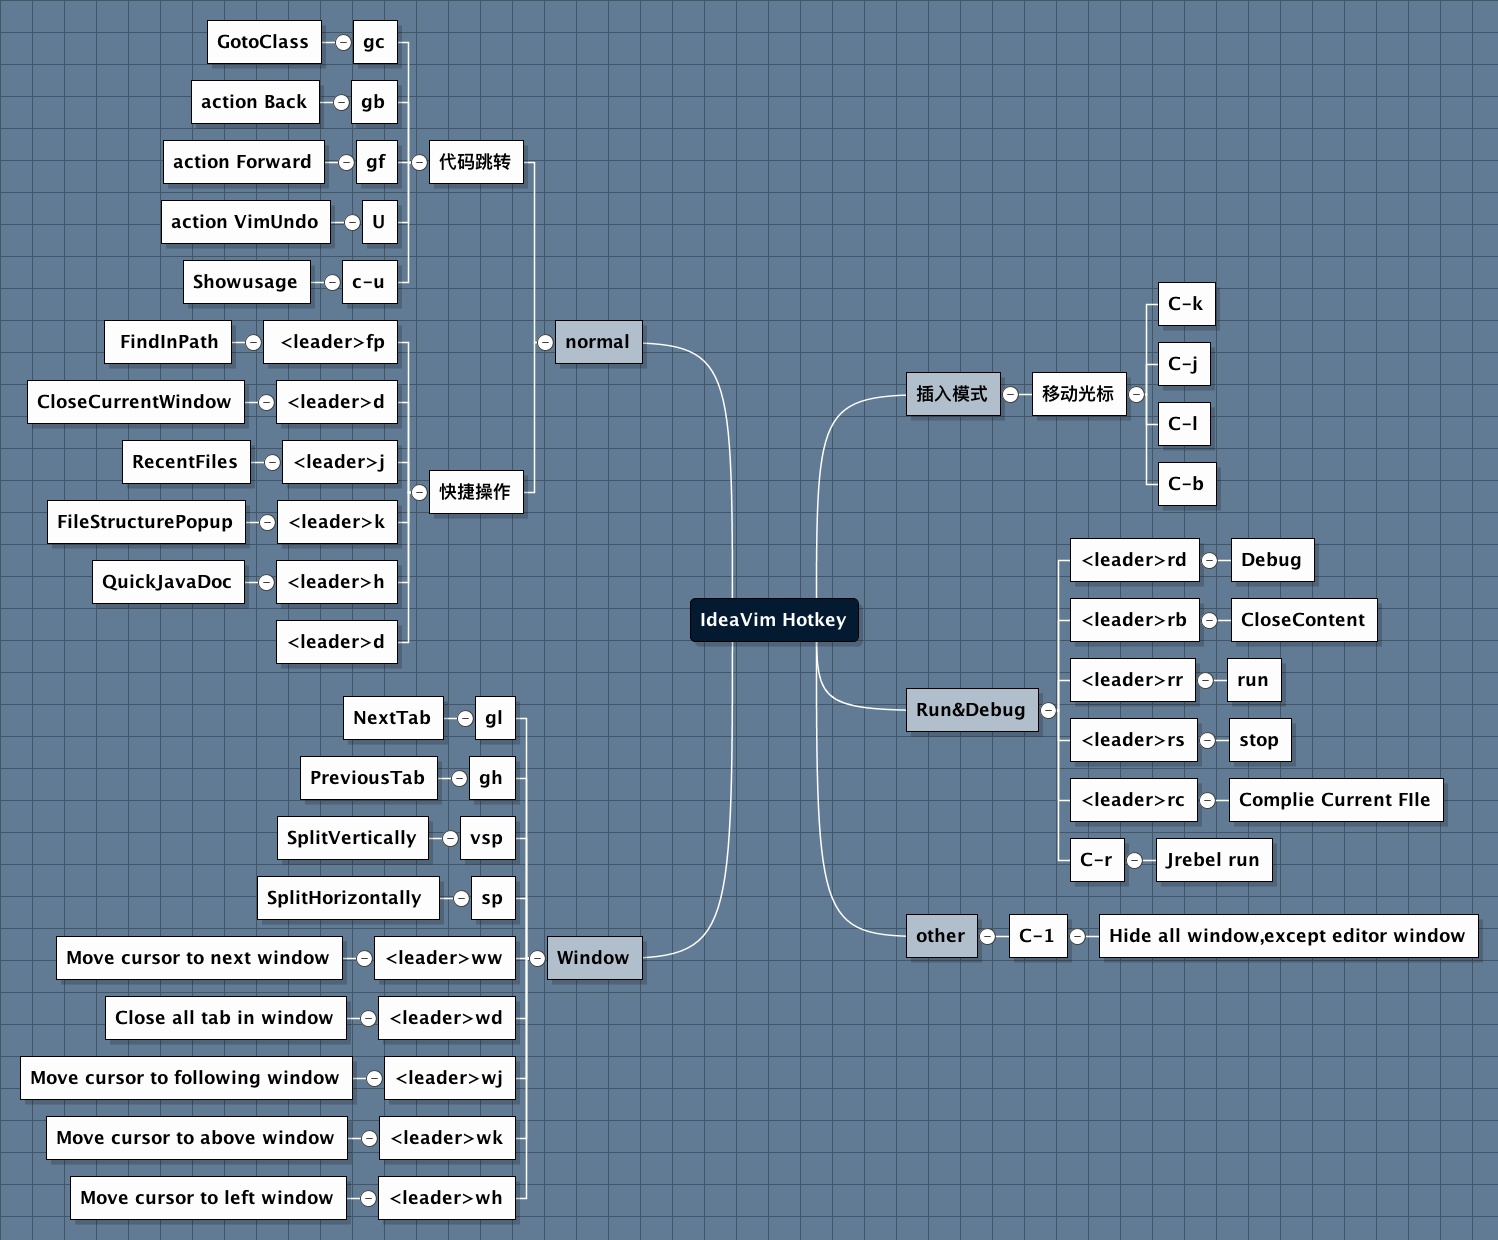 IdeaVim Hotkey
normal
代码跳转
gc
GotoClass
gb
action Back
gf
action Forward
U
action VimUndo
c-u
Showusage
快捷操作
<leader>fp
FindInPath
<leader>d
CloseCurrentWindow
<leader>j
RecentFiles
<leader>k
FileStructurePopup
<leader>h
QuickJavaDoc
<leader>d
Window
gl
NextTab
gh
PreviousTab
vsp
SplitVertically
sp
SplitHorizontally
<leader>ww
Move cursor to next window
<leader>wd
Close all tab in window
<leader>wj
Move cursor to following window
<leader>wk
Move cursor to above window
<leader>wh
Move cursor to left window
插入模式
移动光标
C-k
C-j
C-l
C-b
Run&Debug
<leader>rd
Debug
<leader>rb
CloseContent
<leader>rr
run
<leader>rs
stop
<leader>rc
Complie Current FIle
C-r
Jrebel run
other
C-1
Hide all window,except editor window